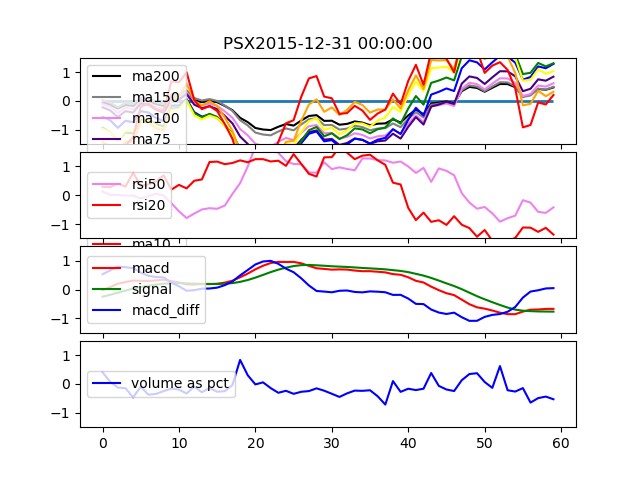 PSX2015-12-31 00:00:00
1
0
−1
ma200
ma150
ma100
ma75
1
0
−1
rsi50
rsi20
ma10
1
0
−1
macd
signal
macd_diff
1
0
−1
volume as pct
0 10 20 30 40 50 60